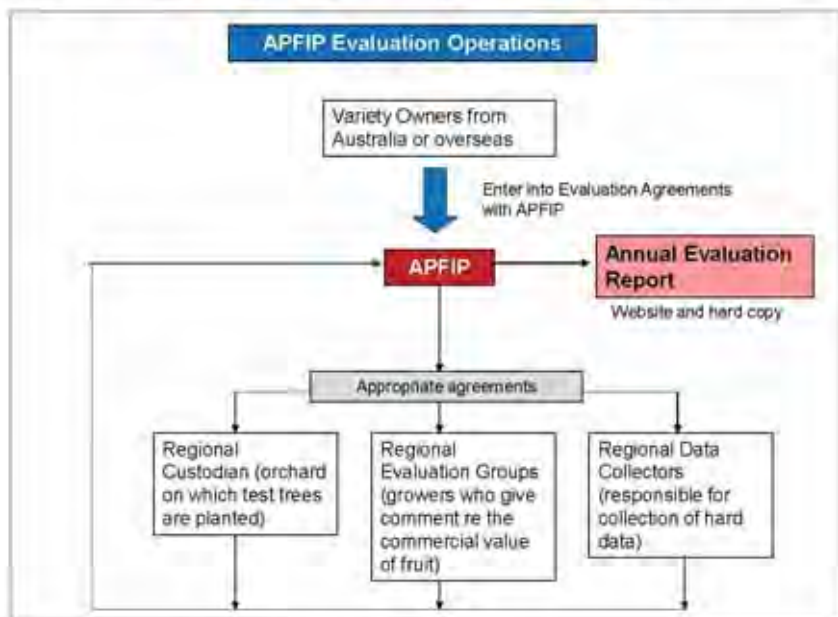 APFIP Evaluation Operations
Variety Owners from
Australia or overseas
Enter into Evaluation Agreements
with APFIP
APFIP
Annual Evaluation
Report
Website and hard copy
Appropriate agreements
Regional
Custodian (orchard
on which test trees
are planted)
Regional
Evaluation Groups
(growers who give
comment re the
commercial value
of fruit)
Regional Data
Collectors
(responsible for
collection of hard
data)